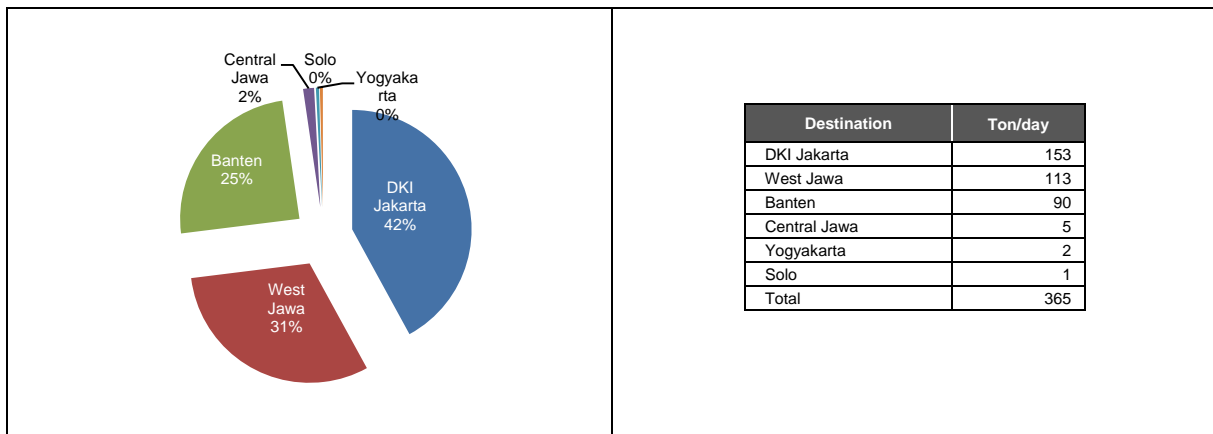 Central
Jawa
2%
Solo
0%
Yogyaka
rta
0%
Banten
25%
DKI
Jakarta
42%
West
Jawa
31%
Destination Ton/day
DKI Jakarta 153
West Jawa 113
Banten 90
Central Jawa 5
Yogyakarta 2
Solo 1
Total 365